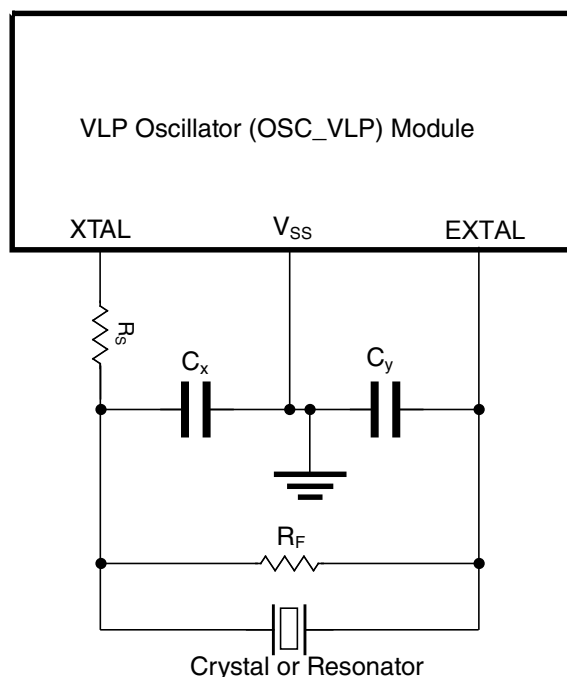 VLP Oscillator (OSC_VLP) Module
XTAL
VSS
EXTAL
RS
Cx
Cy
RF
Crystal or Resonator